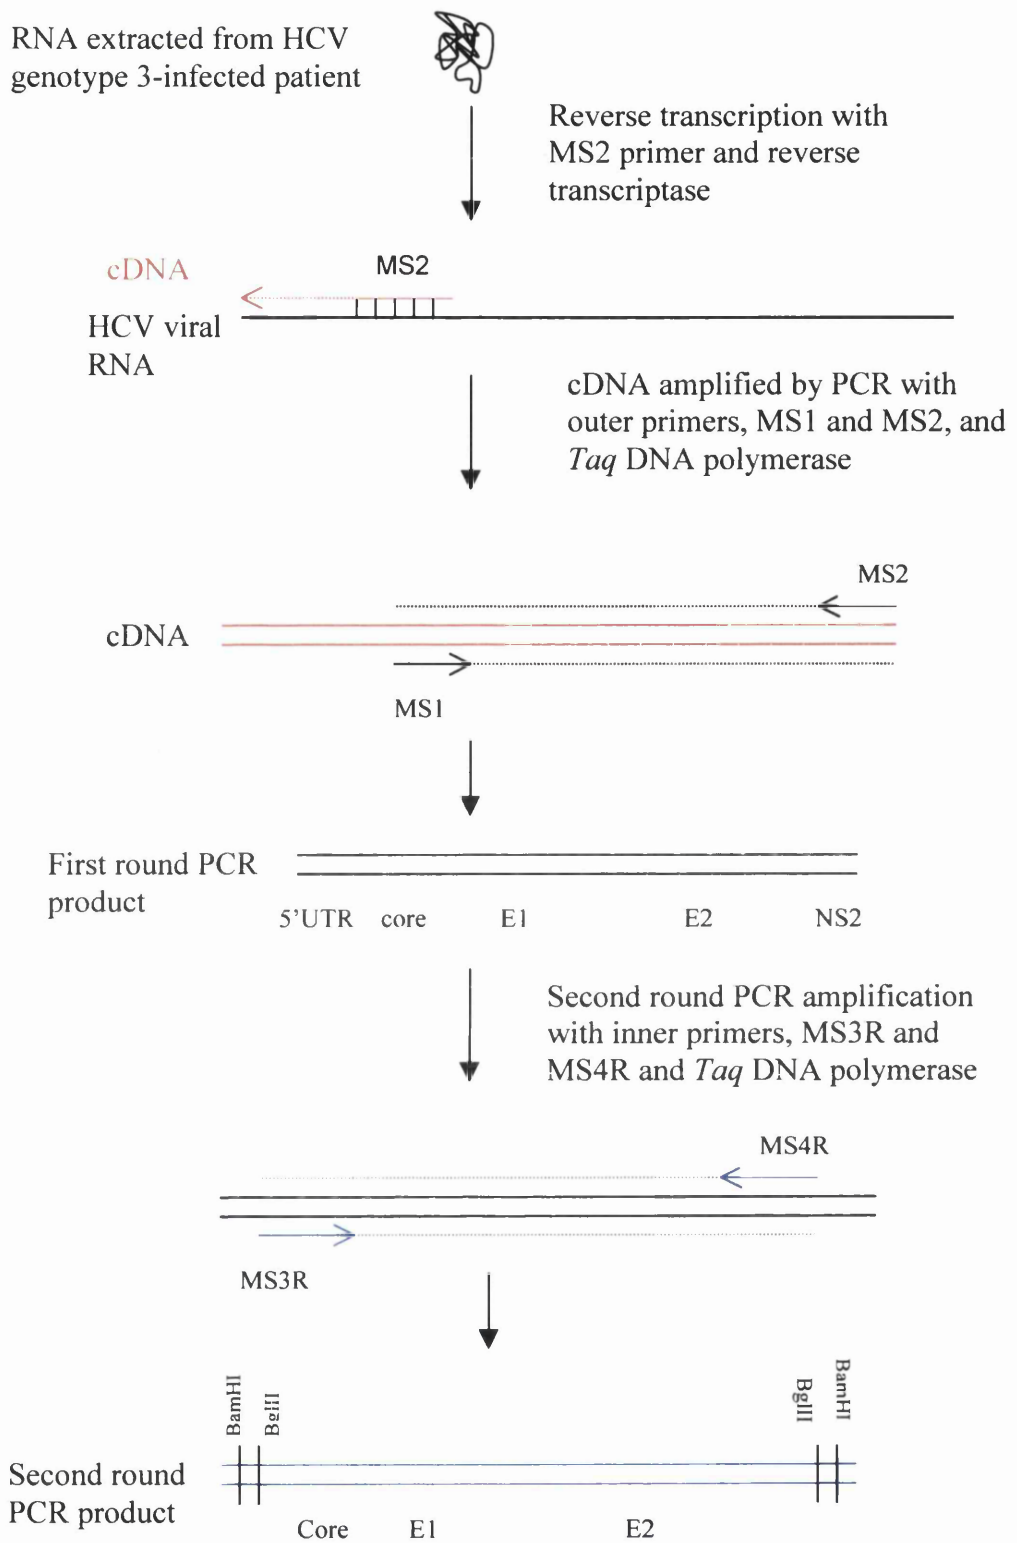 RNA extracted from HCV
genotype 3-infected patient
Reverse transcription with
MS2 primer and reverse
transcriptase
cDNA
MS2
HCV viral
RNA
cDNA amplified by PCR with
outer primers, MS1 and MS2, and
Taq DNA polymerase
MS2
cDNA
MS1
First round PCR
product
5'UTR core E1 E2 NS2
Second round PCR amplification
with inner primers, MS3R and
MS4R and Taq DNA polymerase
MS4R
MS3R
BamHI
BglII
BglII
BamHI
Second round
PCR product
Core E1 E2